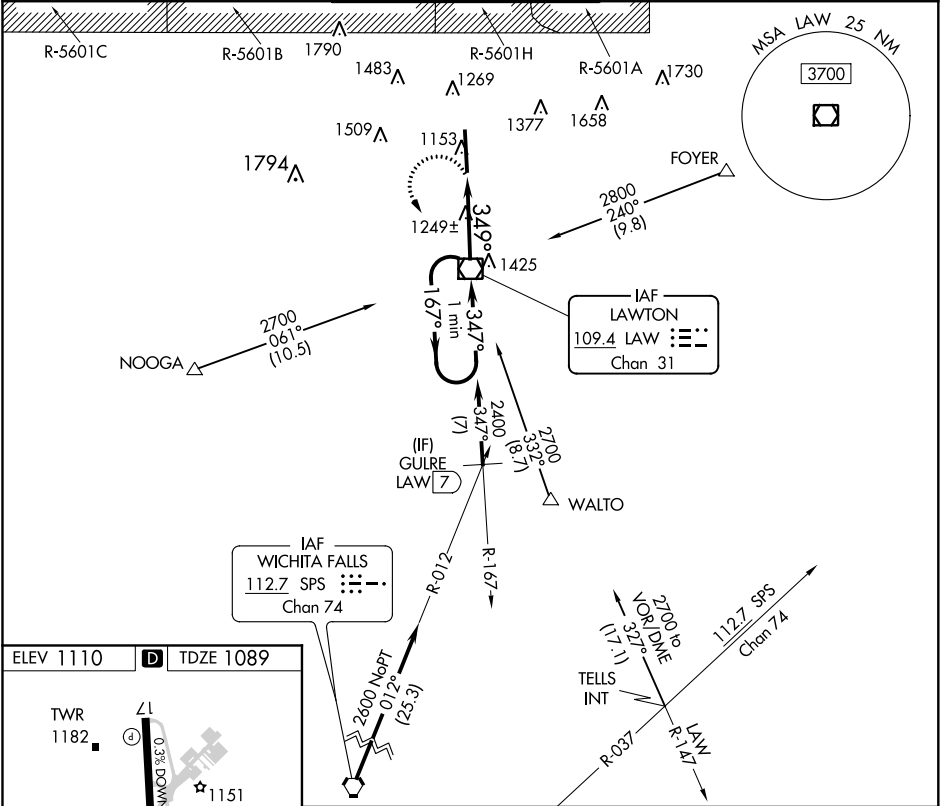 R-5601C
R-5601B
1790
R-5601H
R-5601A
1730
1483
1269
1377
1658
1509
1153
1794
MSA LAW 25 NM
3700
FOYER
2800
240°
(9.8)
1249±
349°
1425
IAF
LAWTON
109.4 LAW
Chan 31
167°
1 min
347°
2700
061°
(10.5)
NOOGA
2400
347°
(7)
2700
332°
(8.7)
(IF)
GULRE
LAW 7
WALTO
IAF
WICHITA FALLS
112.7 SPS
Chan 74
R-012
R-167
2600 NoPT
012°
(25.3)
2700 to
VOR/DME
327°
(17.1)
112.7 SPS
Chan 74
TELLS
INT
R-037
LAW
R-147
ELEV 1110 D TDZE 1089
TWR
1182
17
P
0.3% DOWN
1151